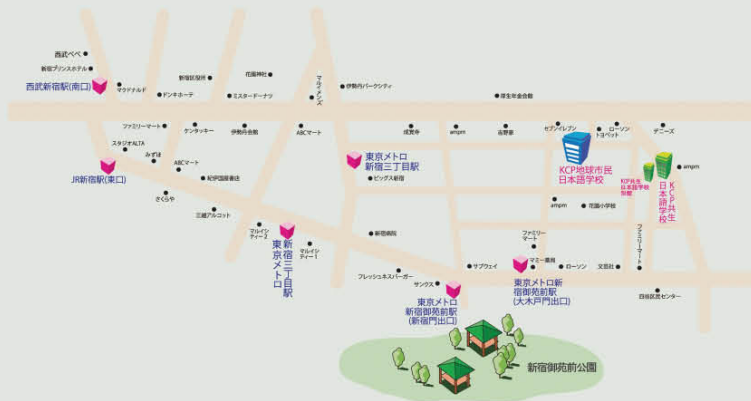 西武ペペ
新宿プリンスホテル
西武新宿駅(南口)
マクドナルド
ドンキホーテ
新宿区役所
ミスタードーナツ
花園神社
マルイメンズ
伊勢丹パークシティ
厚生年金会館
ファミリーマート
ケンタッキー
伊勢丹会館
ABCマート
成覚寺
ampm
吉野家
セブンイレブン
トヨペット
ローソン
デニーズ
スタジオALTA
みずほ
ABCマート
JR新宿駅(東口)
紀伊国屋書店
さくらや
三越アルコット
東京メトロ
新宿三丁目駅
ビッグス新宿
KCP地球市民
日本語学校
KCP共生
日本語学校
別館
KCP共生
日本語学校
ampm
ampm
花園小学校
マルイシティー2
新宿三丁目駅
東京メトロ
マルイシティー1
新宿病院
フレッシュネスバーガー
サンクス
サブウェイ
ファミリー
マート
マミー薬局
ローソン
文芸社
ファミリーマート
四谷区民センター
東京メトロ
新宿御苑前駅
(新宿門出口)
東京メトロ新
宿御苑前駅
(大木戸門出口)
新宿御苑前公園